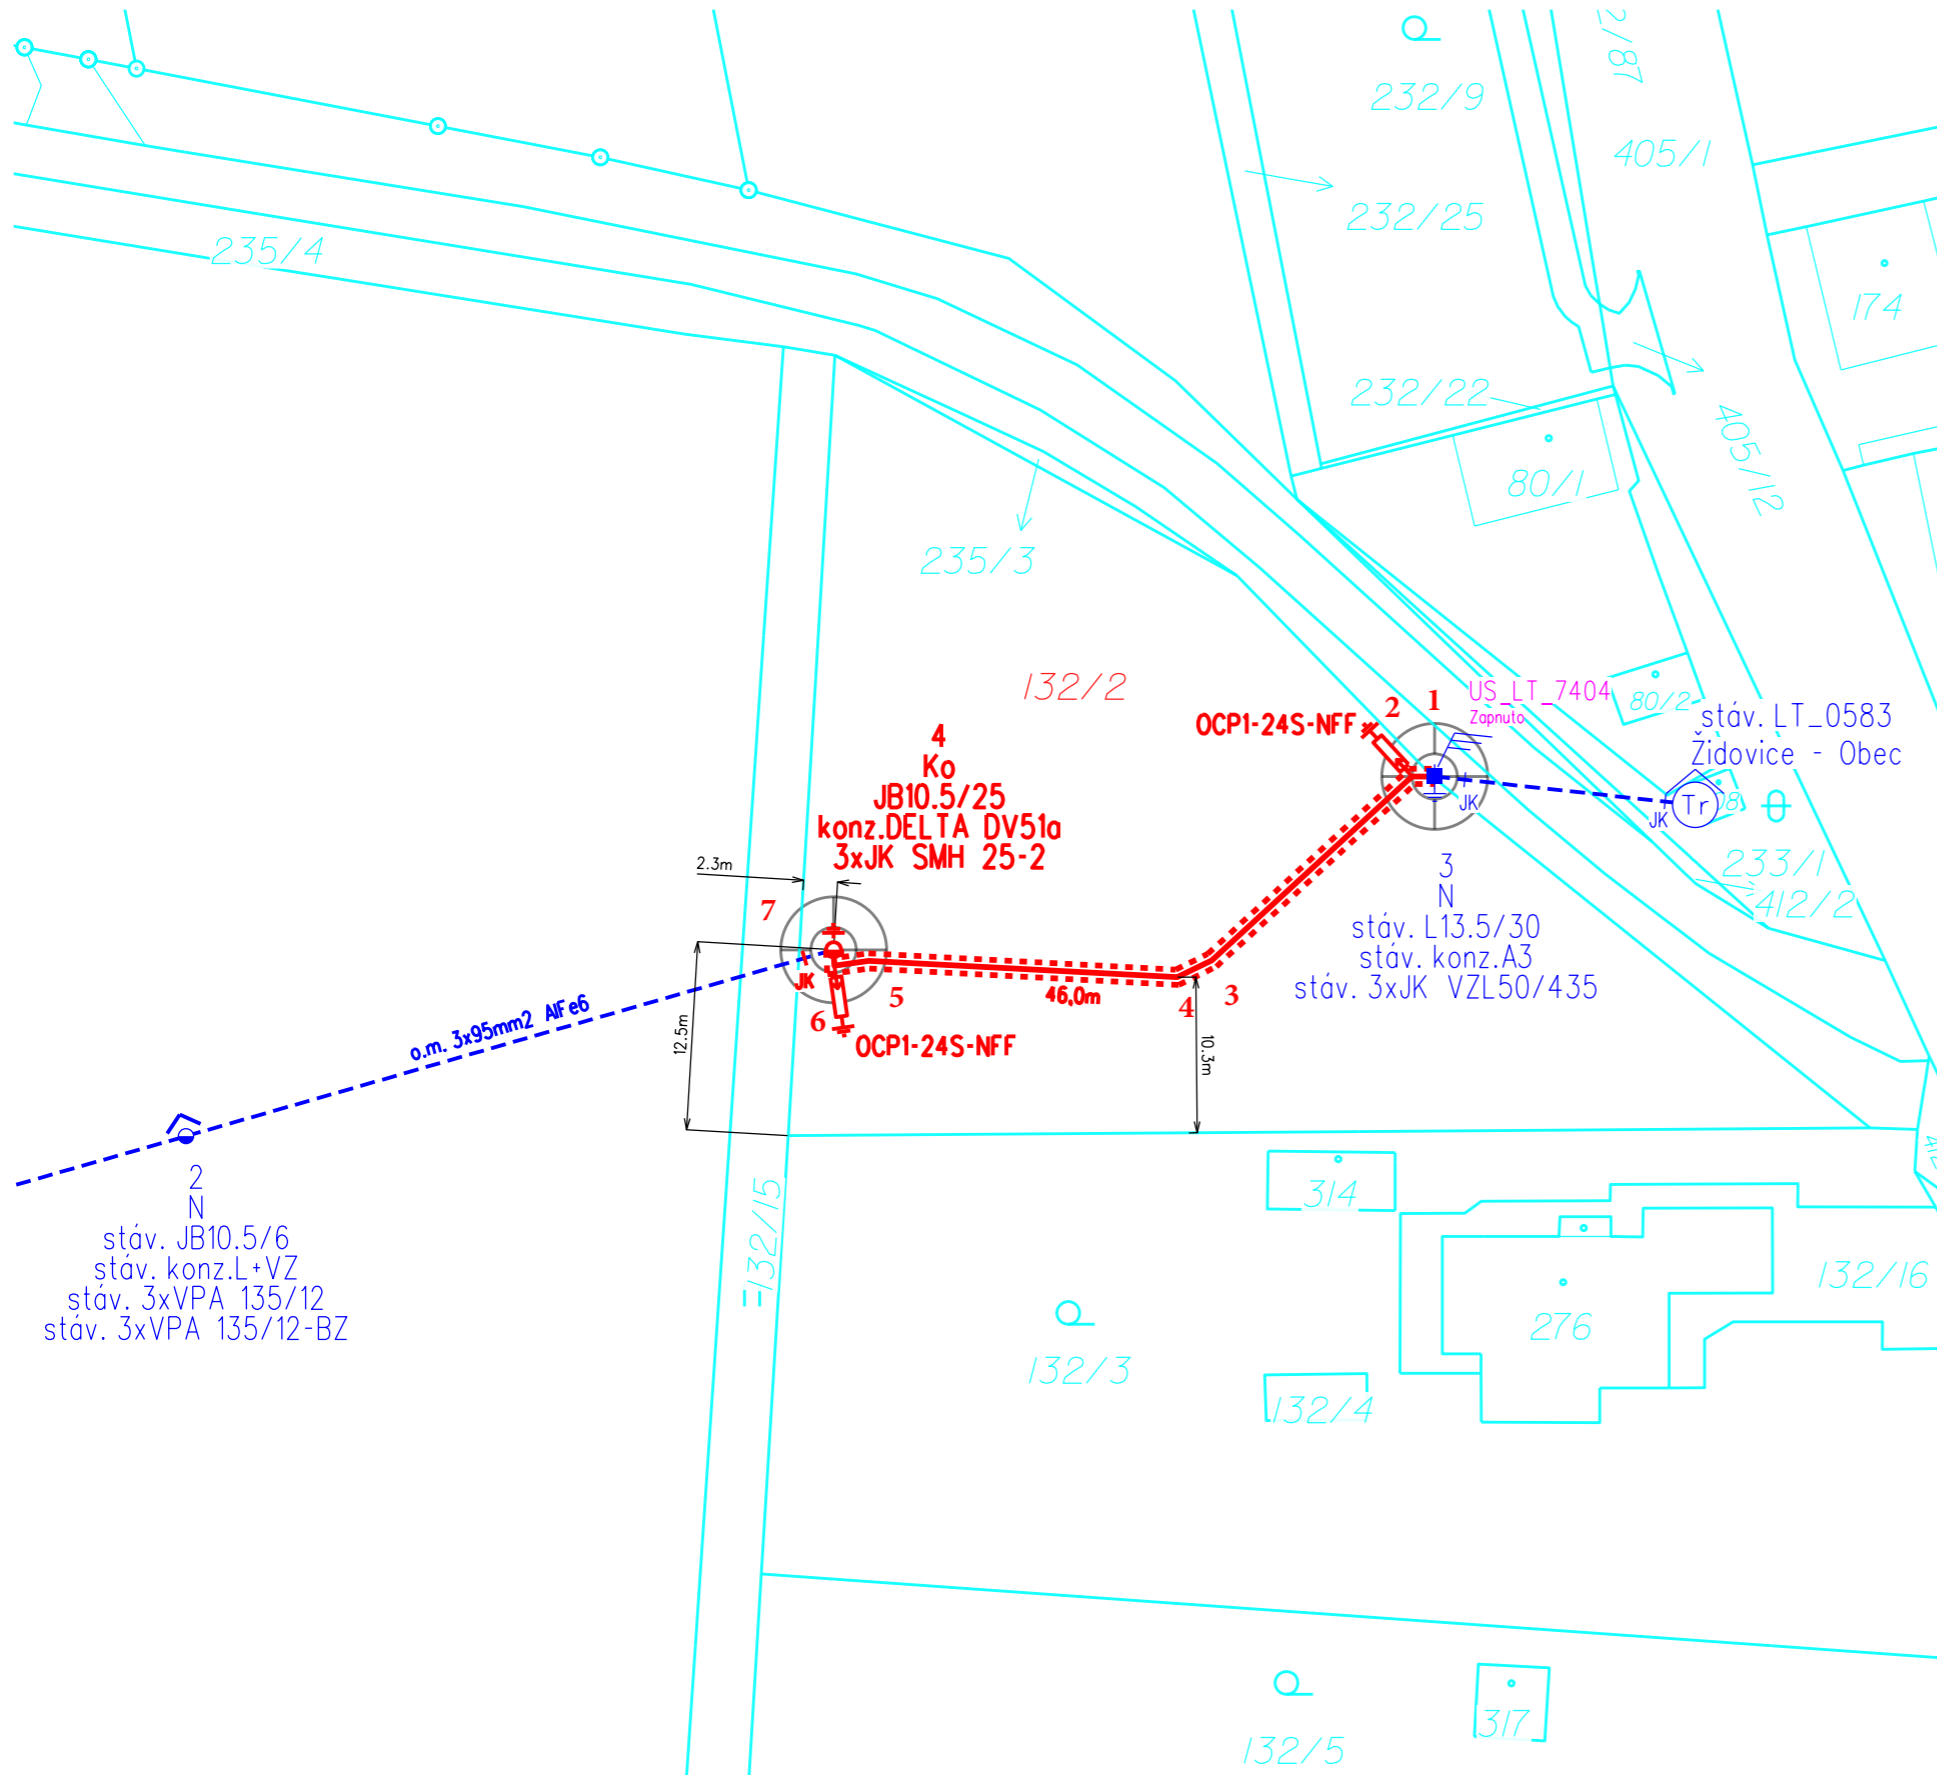 2/87
232/9
405/1
232/25
235/4
174
232/22
405/12
80/1
235/3
132/2
US_LT_7404
Zapnuto
80/2
stáv. LT_0583
Židovice - Obec
2
1
OCP1-24S-NFF
4
Ko
JB10.5/25
konz.DELTA DV51a
3xJK SMH 25-2
JK
JK
Tr
233/1
412/2
3
N
stáv. L13.5/30
stáv. konz.A3
stáv. 3xJK VZL50/435
2.3m
7
JK
5
46,0m
4
3
6
OCP1-24S-NFF
12.5m
10.3m
o.m. 3x95mm2 AlFe6
2
N
stáv. JB10.5/6
stáv. konz.L+VZ
stáv. 3xVPA 135/12
stáv. 3xVPA 135/12-BZ
=132/15
314
132/16
276
132/3
132/4
317
132/5